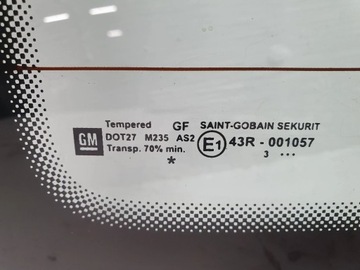 Tempered GF SAINT-GOBAIN SEKURIT
GM DOT27 M235 AS2 E1 43R - 001057
Transp. 70% min. 3 •••
*